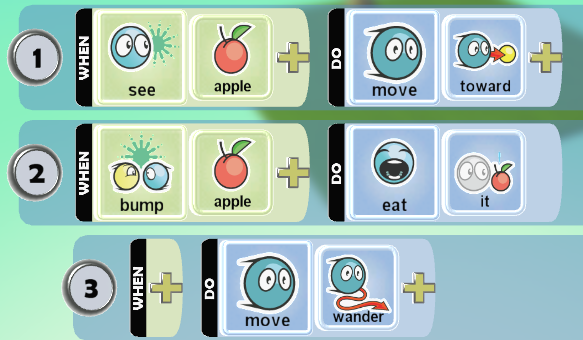 1 WHEN see apple DO move toward
2 WHEN bump apple DO eat it
3 WHEN DO move wander